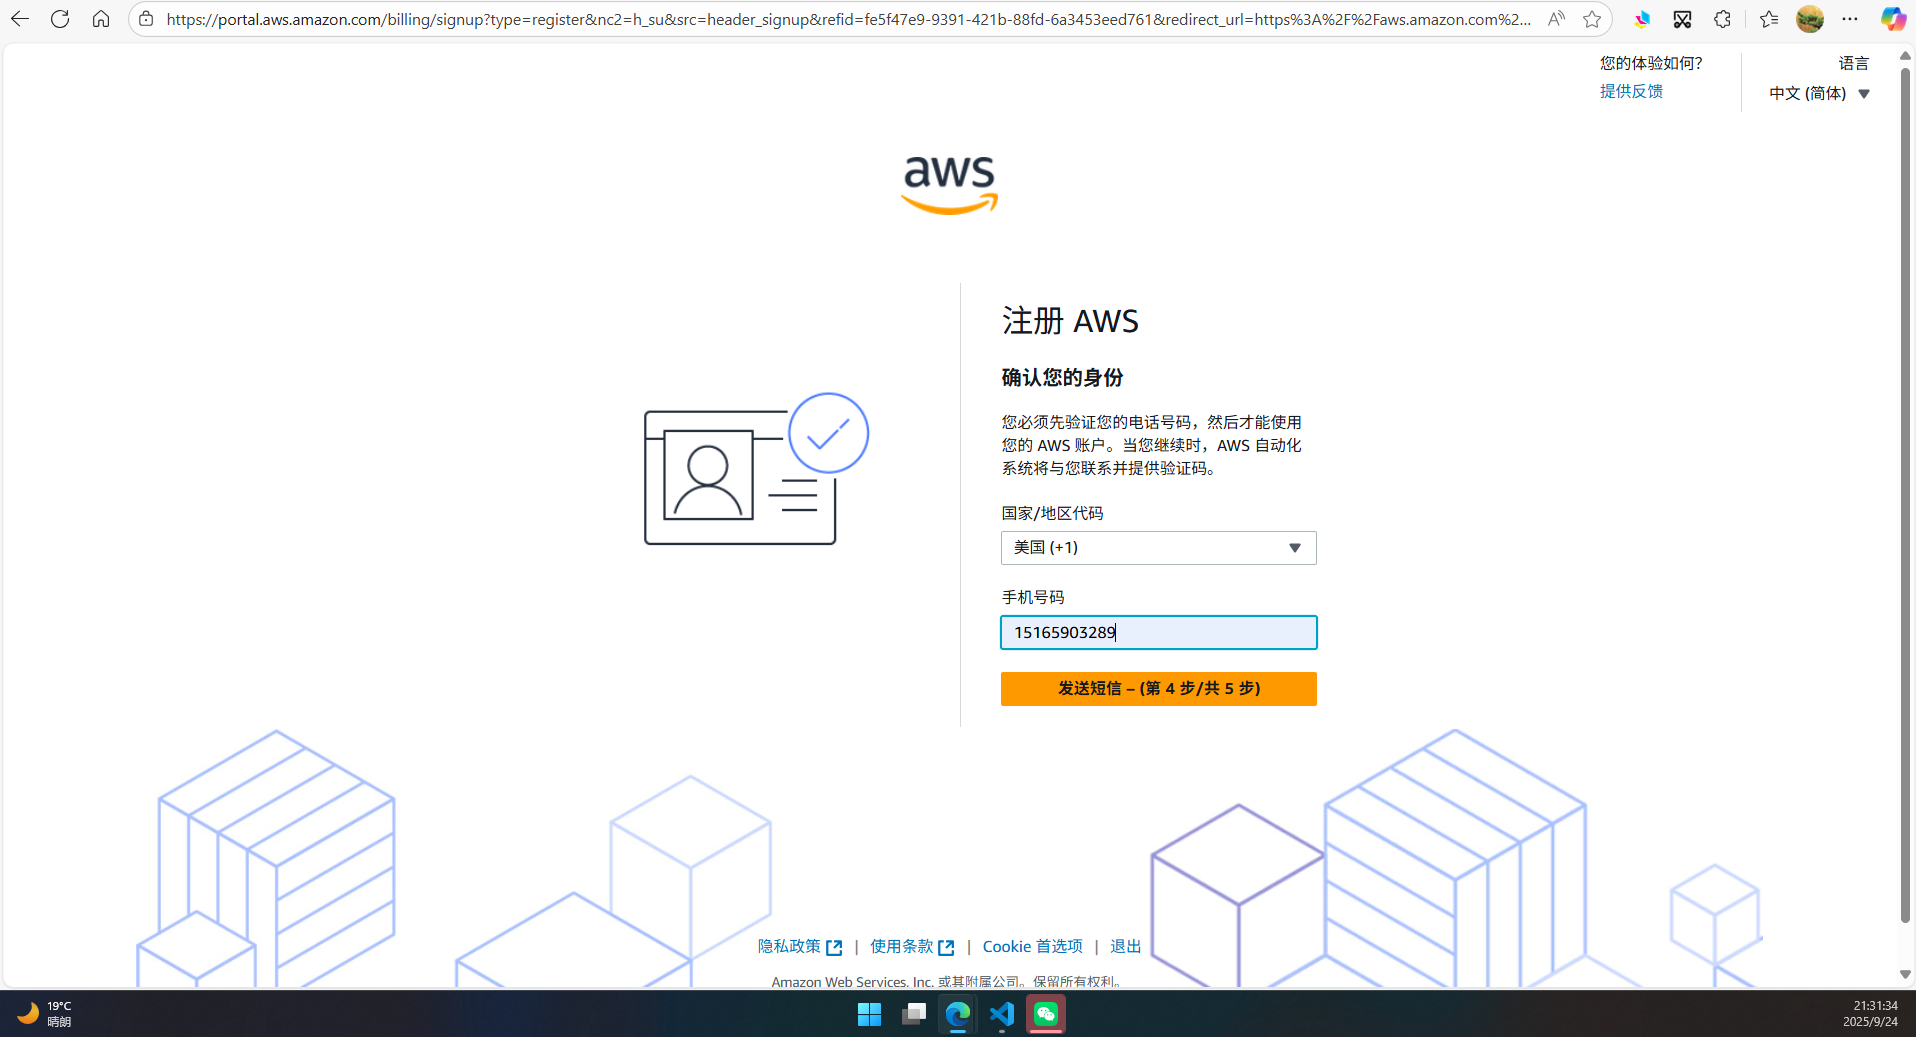 https://portal.aws.amazon.com/billing/signup?type=register&nc2=h_su&src=header_signup&refid=fe5f47e9-9391-421b-88fd-6a3453eed761&redirect_url=https%3A%2F%2Faws.amazon.com%2...
您的体验如何?
提供反馈
语言
中文 (简体)
aws
注册 AWS
确认您的身份
您必须先验证您的电话号码，然后才能使用
您的 AWS 账户。当您继续时，AWS 自动化
系统将与您联系并提供验证码。
国家/地区代码
美国 (+1)
手机号码
15165903289
发送短信 – (第 4 步/共 5 步)
隐私政策 | 使用条款 | Cookie 首选项 | 退出
Amazon Web Services, Inc. 或其附属公司。保留所有权利。
19°C
晴朗
21:31:34
2025/9/24